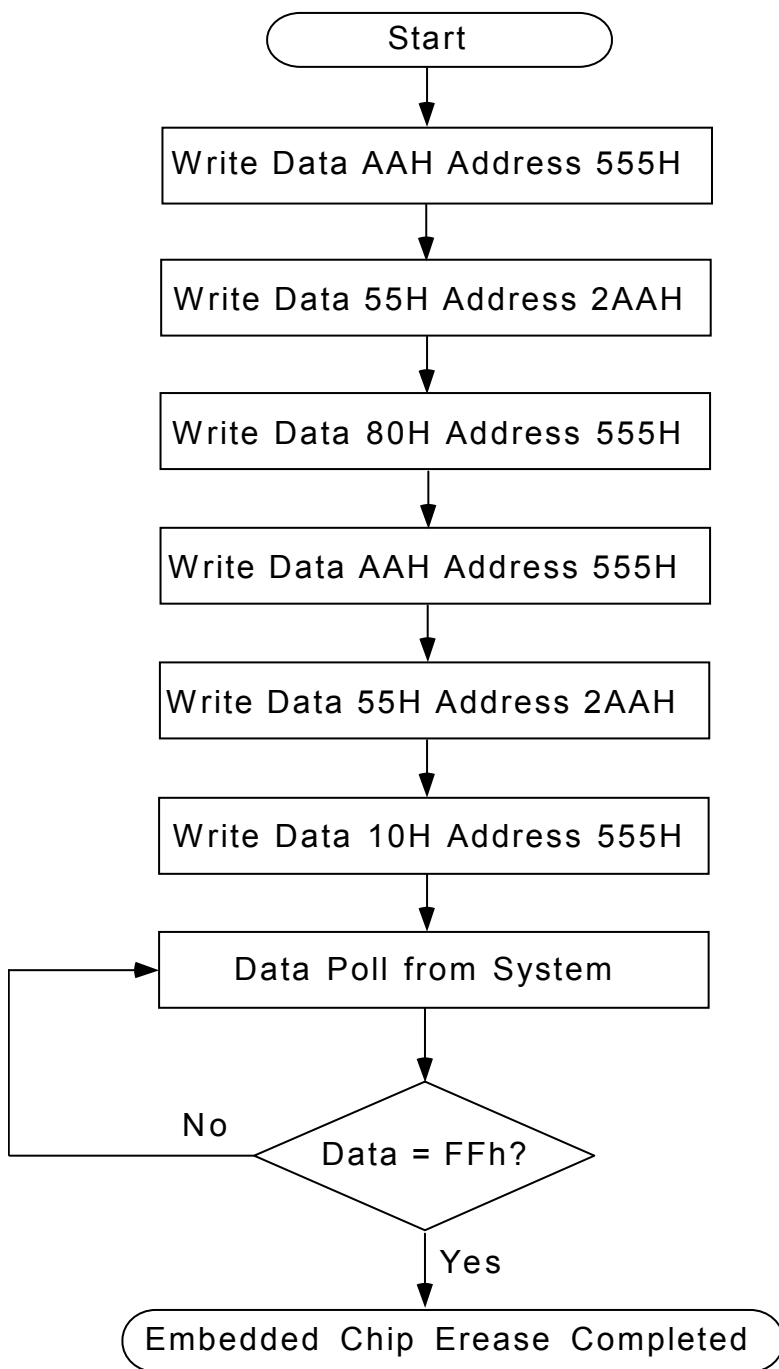 Start
Write Data AAH Address 555H
Write Data 55H Address 2AAH
Write Data 80H Address 555H
Write Data AAH Address 555H
Write Data 55H Address 2AAH
Write Data 10H Address 555H
Data Poll from System
No
Data = FFh?
Yes
Embedded Chip Erease Completed